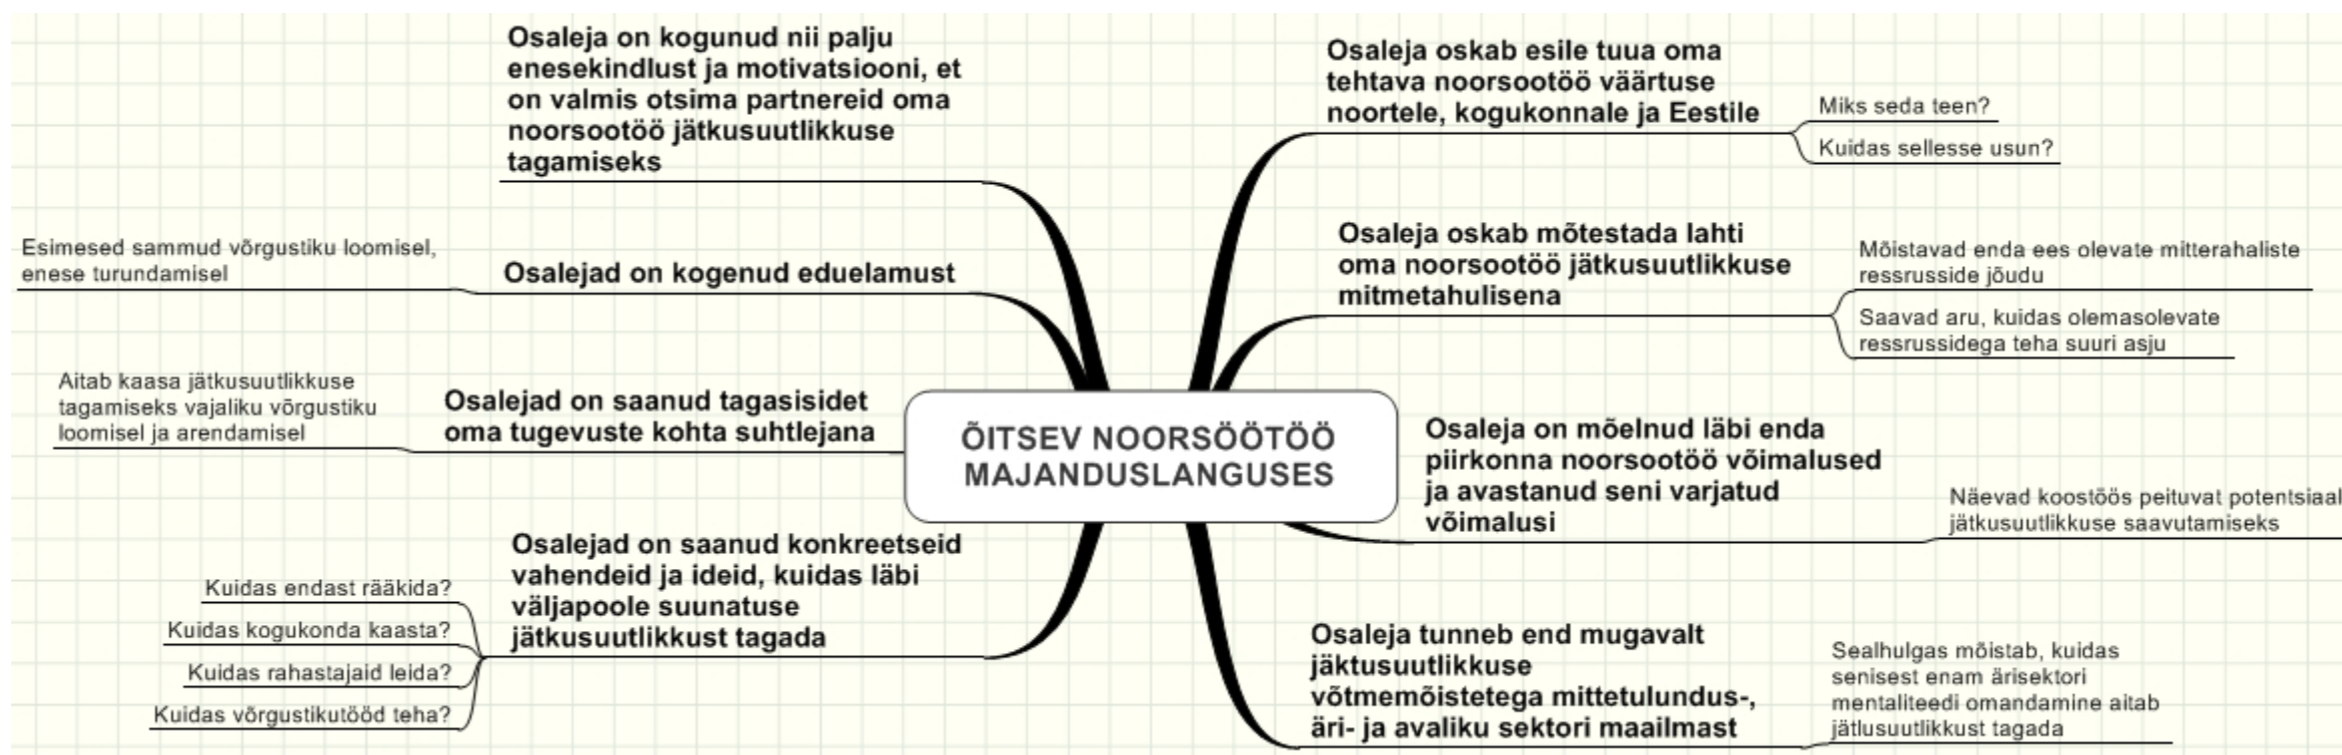 Osaleja on kogunud nii palju
enesekindlust ja motivatsiooni, et
on valmis otsima partnereid oma
noorsootöö jätkusuutlikkuse
tagamiseks
Esimesed sammud võrgustiku loomisel,
enese turundamisel
Osalejad on kogenud eduelamust
Aitab kaasa jätkusuutlikkuse
tagamiseks vajaliku võrgustiku
loomisel ja arendamisel
Osalejad on saanud tagasisidet
oma tugevuste kohta suhtlejana
Osalejad on saanud konkreetseid
vahendeid ja ideid, kuidas läbi
väljapoole suunatuse
jätkusuutlikkust tagada
Kuidas endast rääkida?
Kuidas kogukonda kaasta?
Kuidas rahastajaid leida?
Kuidas võrgustikutööd teha?
ÕITSEV NOORSÖÖTÖÖ
MAJANDUSLANGUSES
Osaleja oskab esile tuua oma
tehtava noorsootöö väärtuse
noortele, kogukonnale ja Eestile
Miks seda teen?
Kuidas sellesse usun?
Osaleja oskab mõtestada lahti
oma noorsootöö jätkusuutlikkuse
mitmetahulisena
Mõistavad enda ees olevate mitterahaliste
ressrusside jõudu
Saavad aru, kuidas olemasolevate
ressrussidega teha suuri asju
Osaleja on mõelnud läbi enda
piirkonna noorsootöö võimalused
ja avastanud seni varjatud
võimalusi
Näevad koostöös peituvat potentsiaal
jätkusuutlikkuse saavutamiseks
Osaleja tunneb end mugavalt
jäktusuutlikkuse
võtmemõistetega mittetulundus-,
äri- ja avaliku sektori maailmast
Sealhulgas mõistab, kuidas
senisest enam ärisektori
mentaliteedi omandamine aitab
jätlusuutlikkust tagada